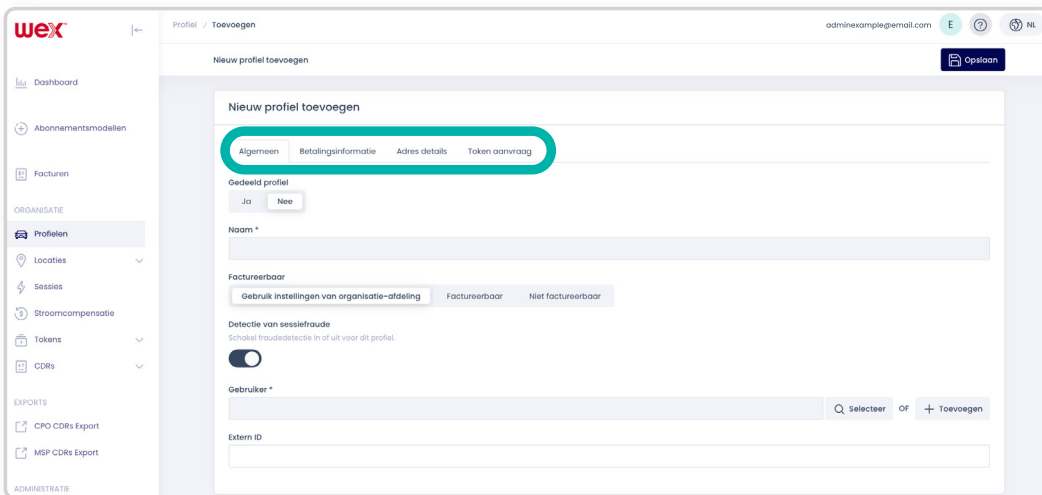 wex
Profiel / Toevoegen
adminexample@email.com E ? NL
Nieuw profiel toevoegen
Opslaan
Dashboard
Abonnementsmodellen
Facturen
ORGANISATIE
Profielen
Locaties
Sessies
Stroomcompensatie
Tokens
CDRs
EXPORTS
CPO CDRs Export
MSP CDRs Export
ADMINISTRATIE
Nieuw profiel toevoegen
Algemeen Betalingsinformatie Adres details Token aanvraag
Gedeeld profiel
Ja Nee
Naam *
Factureerbaar
Gebruik instellingen van organisatie-afdeling Factureerbaar Niet factureerbaar
Detectie van sessiefraude
Schakel fraudedetectie in of uit voor dit profiel.
Gebruiker *
Selecteer OF + Toevoegen
Extern ID